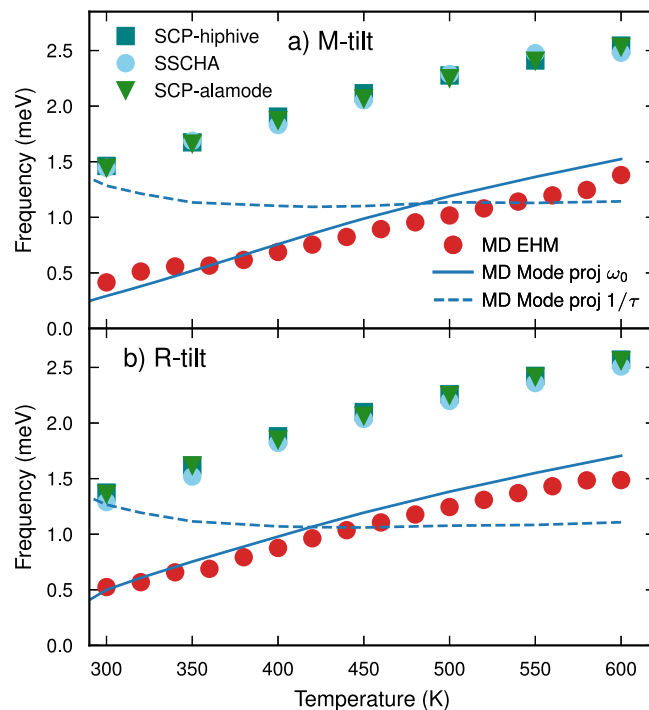 2.5
2.0
1.5
1.0
0.5
0.0
Frequency (meV)
SCP-hiphive
SSCHA
SCP-alamode
a) M-tilt
MD EHM
MD Mode proj ω₀
MD Mode proj 1/τ
b) R-tilt
2.5
2.0
1.5
1.0
0.5
0.0
Frequency (meV)
300 350 400 450 500 550 600
Temperature (K)